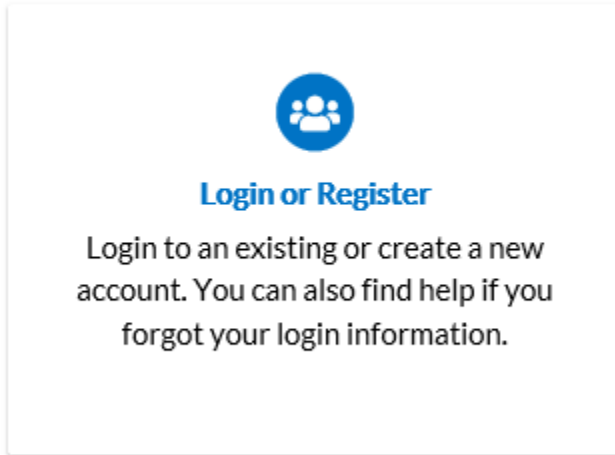 Login or Register
Login to an existing or create a new
account. You can also find help if you
forgot your login information.